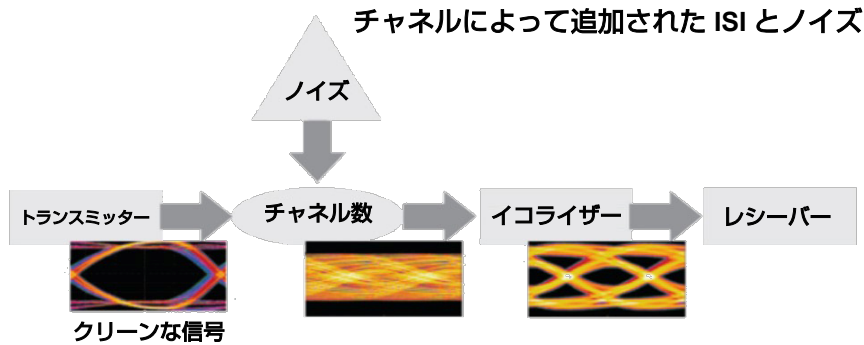 チャネルによって追加された ISI とノイズ
ノイズ
トランスミッター
チャネル数
イコライザー
レシーバー
クリーンな信号